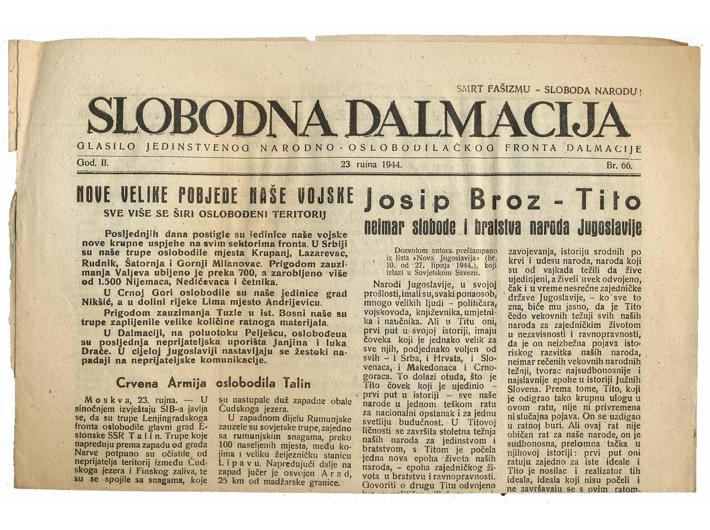 SMRT FAŠIZMU – SLOBODA NARODU!
SLOBODNA DALMACIJA
GLASILO JEDINSTVENOG NARODNO-OSLOBODILAČKOG FRONTA DALMACIJE
God. II.
23 rujna 1944.
Br. 66.
NOVE VELIKE POBJEDE NAŠE VOJSKE
SVE VIŠE SE ŠIRI OSLOBOĐENI TERITORIJ
Posljednjih dana postigle su jedinice naše vojske
nove krupne uspjehe na svim sektorima fronta. U Srbiji
su naše trupe oslobodile mjesta Krupanj, Lazarevac,
Rudnik, Šatornja i Gornji Milanovac. Prigodom zauzi-
manja Valjeva ubijeno je preka 700, a zarobljeno više
od 1.500 Nijemaca, Nedićevaca i četnika.
U Crnoj Gori oslobodile su naše jedinice grad
Nikšić, a u dolini rijeke Lima mjesto Andrijevicu.
Prigodom zauzimanja Tuzle u ist. Bosni naše su
trupe zaplijenile velike količine ratnoga materijala.
U Dalmaciji, na poluotoku Pelješcu, oslobođena
su posljednja neprijateljska uporišta Janjina i luka
Drače. U cijeloj Jugoslaviji nastavljaju se žestoki na-
padaji na neprijateljske komunikacije.
Crvena Armija oslobodila Talin
Moskva, 23. rujna. — U
sinoćnjem izvještaju SIB-a javlja
se, da su trupe Lenjingradskoga
fronta oslobodile glavni grad E-
stonske SSR Talin. Trupe koje
napreduju prema zapadu od grada
Narve potpuno su očistile od
neprijatelja teritorij između Čud-
skoga jezera i Finskog zaliva, te
su se spojile sa snagama, koje
su nastupale duž zapadne obale
Čudskoga jezera.
U zapadnom dijelu Rumunjske
zauzele su sovjetske trupe, zajedno
sa rumunjskim snagama, preko
100 naseljenih mjesta, među ko-
jima i veliku željezničku stanicu
Lipavu. Napredujući dalje na
zapad jučer je osvojen Arad,
25 km od madžarske granice.
Josip Broz - Tito
neimar slobode i bratstva naroda Jugoslavije
Dozvolom autora preštampano
iz lista »Nova Jugoslavija« (br.
10. od 27. lipnja 1944.), koji
izlazi u Sovjetskom Savezu.
Narodi Jugoslavije, u svojoj
prošlosti, imali su, svaki ponaosob,
mnogo velikih ljudi – političara,
vojskovođa, književnika, umjetni-
ka i naučnika. Ali u Titu oni,
prvi put u svojoj istoriji, imaju
čoveka koji je jednako velik za
sve njih, podjednako voljen od
svih – i Srba, i Hrvata, i Slo-
venaca, i Makedonaca i Crno-
goraca. To dolazi otuda, što je
Tito čovek koji je ujedinio –
prvi put u istoriji – sve naše
narode u jednom teškom ratu
za nacionalni opstanak i za jednu
svetliju budućnost. U Titovoj
ličnosti se završila stoletna težnja
naših naroda za jedinstvom i
bratstvom, s Titom je počela
jedna nova epoha života naših
naroda, – epoha zajedničkog ži-
vota u bratstvu i ravnopravnosti.
Govoriti o drugu Titu odvojeno
zavojevanja, istoriju srodnih po
krvi i udesu naroda, naroda koji
su od vajkada težili da žive
ujedinjeni, a živeli uvek odvojeno,
čak i u vreme nesrećne zajedničke
države Jugoslavije, – ko sve to
zna, biće mu jasno, da je Tito
čedo vekovnih težnji svih naših
naroda za zajedničkim životom
u nezavisnosti i ravnopravnosti,
da je on neizbežna pojava isto-
riskog razvitka naših naroda,
neimar rečenih vekovnih narodnih
težnji, tvorac najsudbonosnije i
najslavnije epohe u istoriji Južnih
Slovena. Prema tome, Tito, koji
je odigrao tako krupnu ulogu u
ovom ratu, nije ni privremena
ni slučajna pojava. On se uzdigao
u ratnoj buri. Ali ovaj rat nije
običan rat za naše narode, on je
sudbonosna, prelomna tačka u
njihovoj istoriji: prvi put oni
ratuju zajedno za iste ideale i
Tito je nosilac i realizator tih
ideala, ideala koji nisu počeli i
ne završavaju se s ovim ratom.